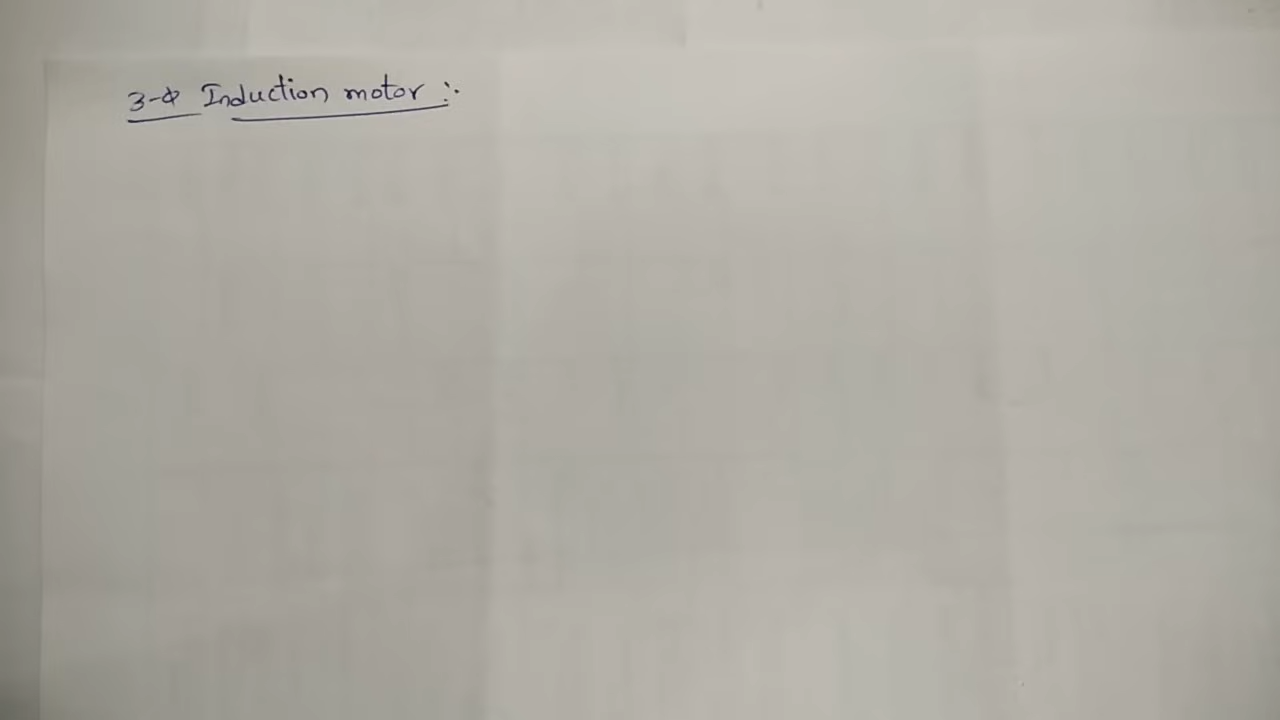 3-Φ Induction motor :-